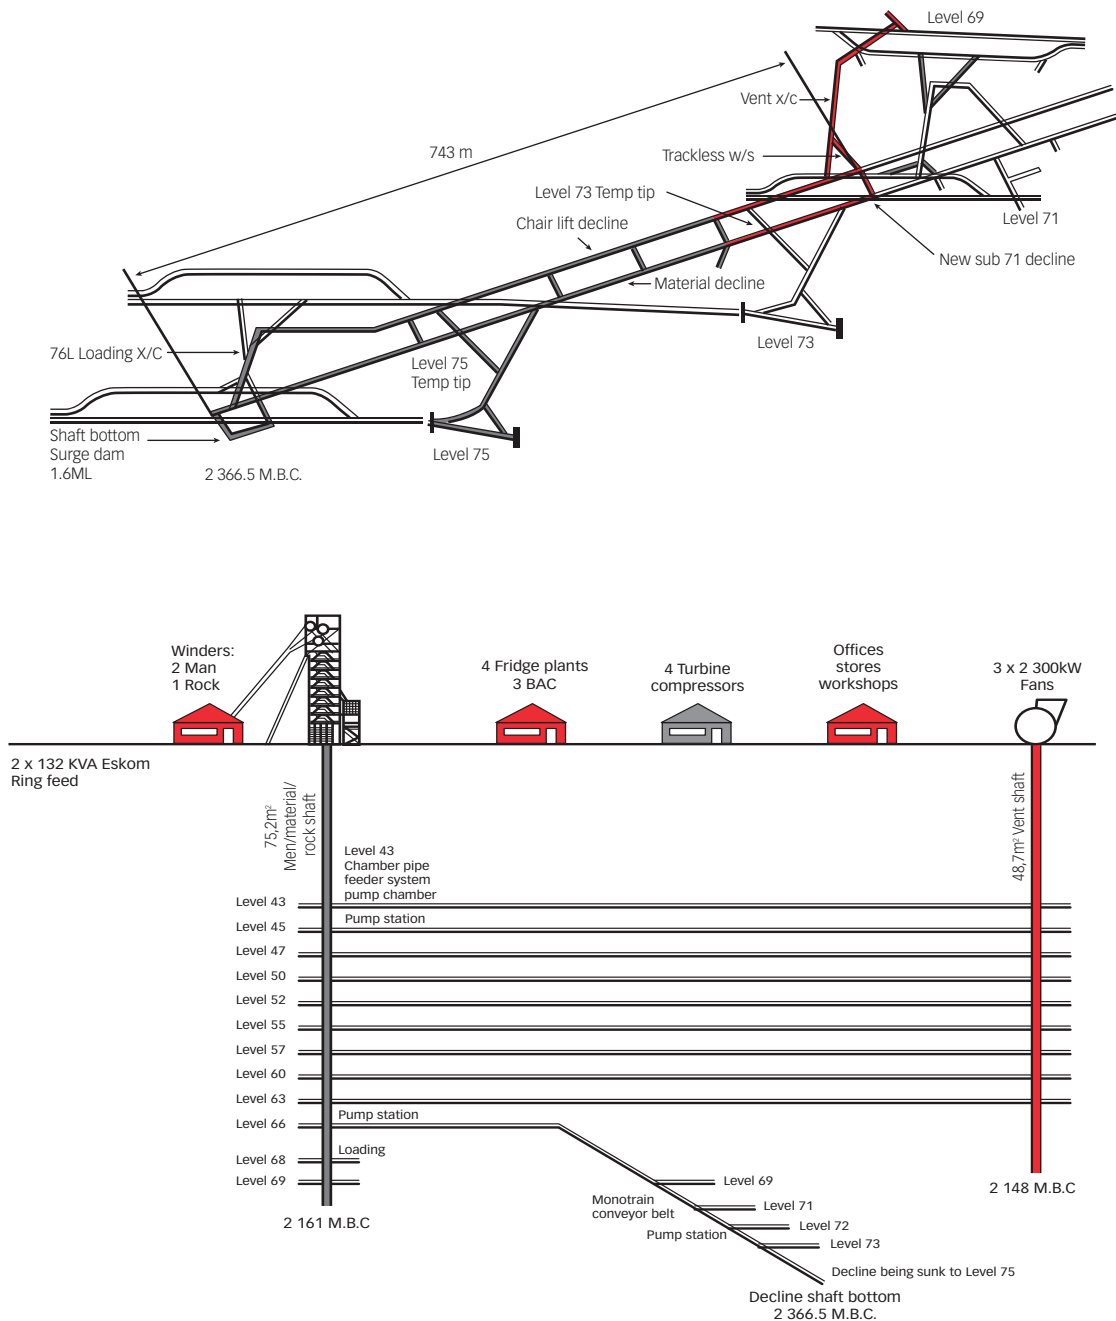 Level 69
Vent x/c
743 m
Trackless w/s
Level 73 Temp tip
Chair lift decline
Level 71
New sub 71 decline
Material decline
Level 73
76L Loading X/C
Level 75
Temp tip
Shaft bottom
Surge dam
1.6ML
2 366.5 M.B.C.
Level 75
Winders:
2 Man
1 Rock
4 Fridge plants
3 BAC
4 Turbine
compressors
Offices
stores
workshops
3 x 2 300kW
Fans
2 x 132 KVA Eskom
Ring feed
75,2m²
Men/material/
rock shaft
48,7m² Vent shaft
Level 43
Chamber pipe
feeder system
pump chamber
Level 43
Pump station
Level 45
Level 47
Level 50
Level 52
Level 55
Level 57
Level 60
Level 63
Pump station
Level 66
Loading
Level 68
Level 69
2 161 M.B.C
Level 69
Monotrain
conveyor belt
Level 71
Pump station
Level 72
Level 73
2 148 M.B.C
Decline being sunk to Level 75
Decline shaft bottom
2 366.5 M.B.C.